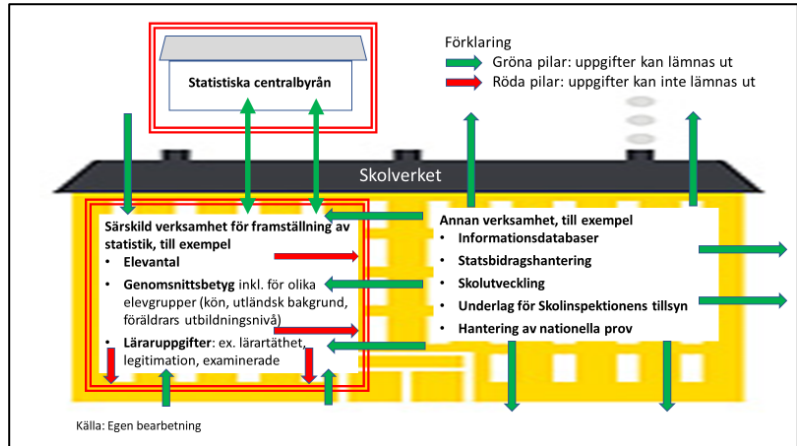 Förklaring
Gröna pilar: uppgifter kan lämnas ut
Röda pilar: uppgifter kan inte lämnas ut
Statistiska centralbyrån
Skolverket
Särskild verksamhet för framställning av
statistik, till exempel
• Elevantal
• Genomsnittsbetyg inkl. för olika
elevgrupper (kön, utländsk bakgrund,
föräldrars utbildningsnivå)
• Läraruppgifter: ex. lärartäthet,
legitimation, examinerade
Annan verksamhet, till exempel
• Informationsdatabaser
• Statsbidragshantering
• Skolutveckling
• Underlag för Skolinspektionens tillsyn
• Hantering av nationella prov
Källa: Egen bearbetning